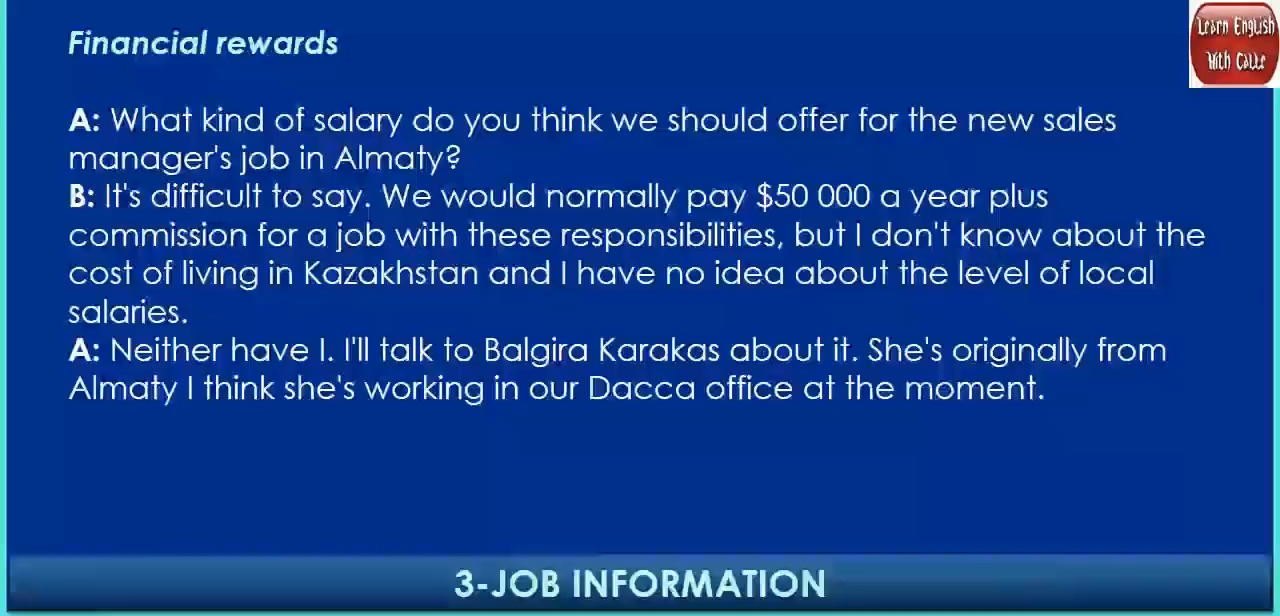 Financial rewards
Learn English
With Callr
A: What kind of salary do you think we should offer for the new sales
manager's job in Almaty?
B: It's difficult to say. We would normally pay $50 000 a year plus
commission for a job with these responsibilities, but I don't know about the
cost of living in Kazakhstan and I have no idea about the level of local
salaries.
A: Neither have I. I'll talk to Balgira Karakas about it. She's originally from
Almaty I think she's working in our Dacca office at the moment.
3-JOB INFORMATION